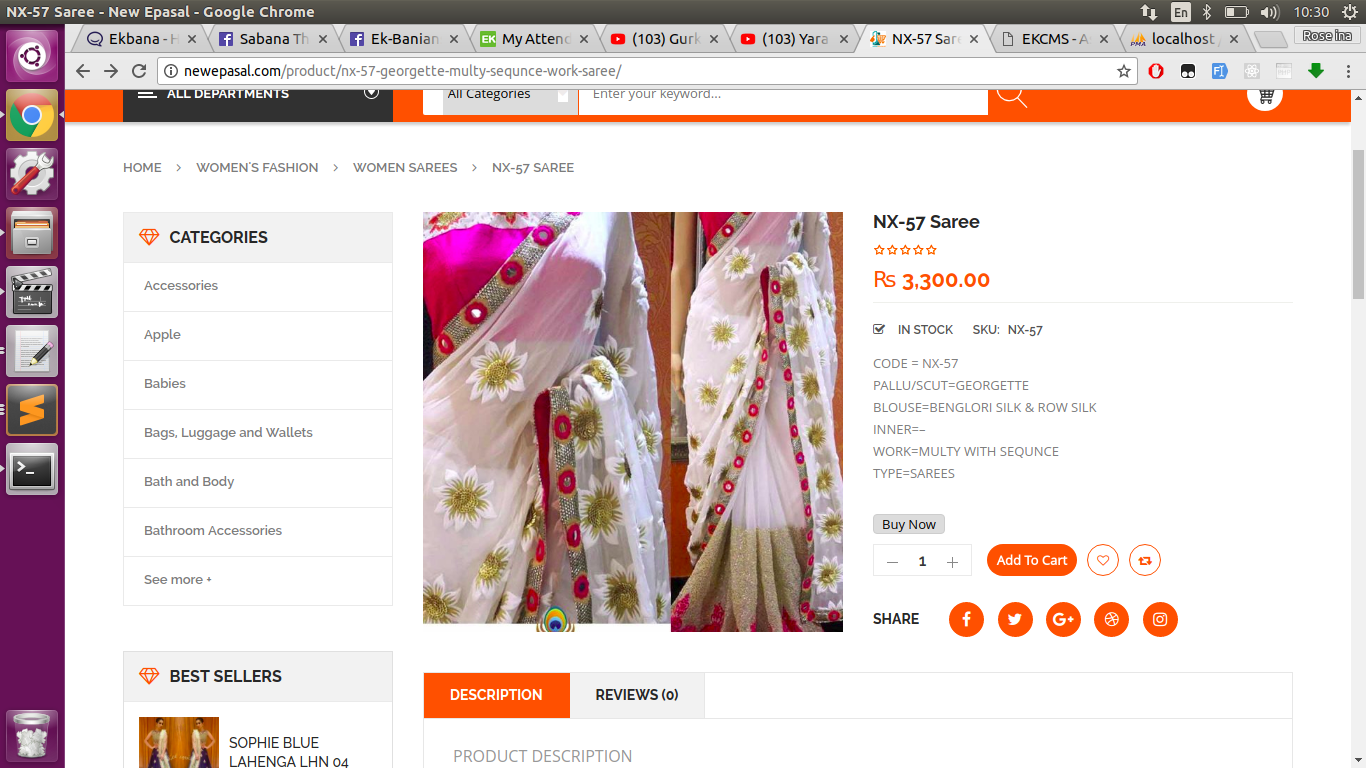 NX-57 Saree - New Epasal - Google Chrome
En
10:30
Ekbana - H
Sabana Th
Ek-Banian
My Attend
(103) Gurk
(103) Yara
NX-57 Sare
EKCMS - A
localhost /
Rose ina
newepasal.com/product/nx-57-georgette-multy-sequnce-work-saree/
ALL DEPARTMENTS
All Categories
Enter your keyword...
HOME > WOMEN'S FASHION > WOMEN SAREES > NX-57 SAREE
CATEGORIES
Accessories
Apple
Babies
Bags, Luggage and Wallets
Bath and Body
Bathroom Accessories
See more +
BEST SELLERS
SOPHIE BLUE
LAHENGA LHN 04
NX-57 Saree
₨ 3,300.00
IN STOCK SKU: NX-57
CODE = NX-57
PALLU/SCUT=GEORGETTE
BLOUSE=BENGLORI SILK & ROW SILK
INNER=–
WORK=MULTY WITH SEQUNCE
TYPE=SAREES
Buy Now
1
Add To Cart
SHARE
DESCRIPTION
REVIEWS (0)
PRODUCT DESCRIPTION